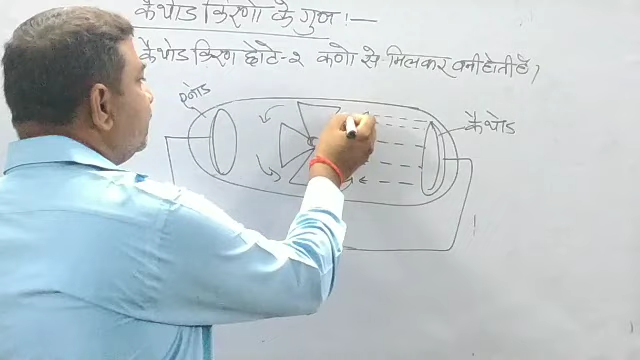 कैथोड किरणों के गुण :—
कैथोड किरण छोटे-२ कणों से मिलकर बनी होती हैं।
एनोड
कैथोड